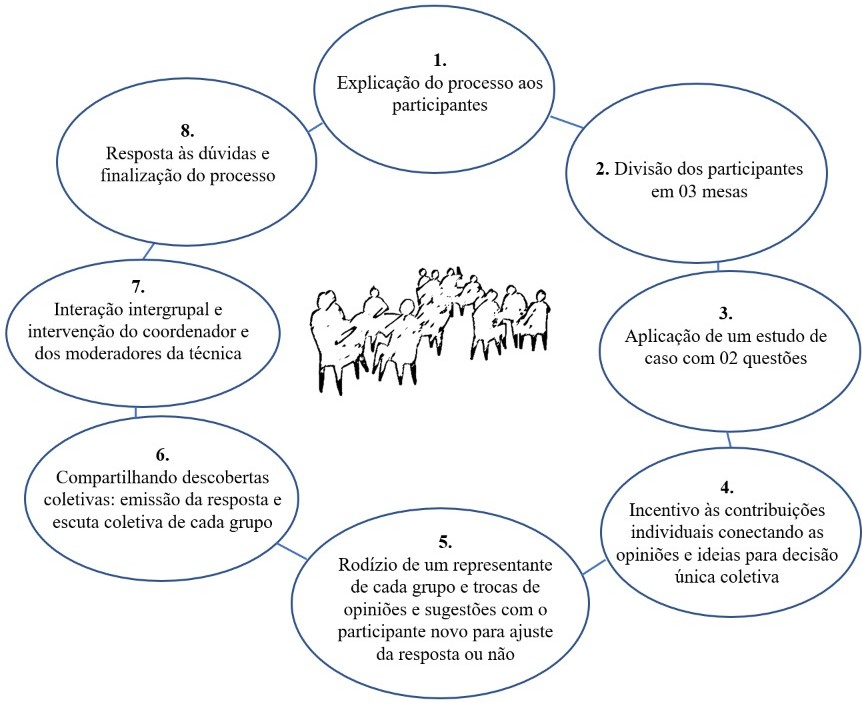 1.
Explicação do processo aos
participantes
2. Divisão dos participantes
em 03 mesas
3.
Aplicação de um estudo de
caso com 02 questões
4.
Incentivo às contribuições
individuais conectando as
opiniões e ideias para decisão
única coletiva
5.
Rodízio de um representante
de cada grupo e trocas de
opiniões e sugestões com o
participante novo para ajuste
da resposta ou não
6.
Compartilhando descobertas
coletivas: emissão da resposta e
escuta coletiva de cada grupo
7.
Interação intergrupal e
intervenção do coordenador e
dos moderadores da técnica
8.
Resposta às dúvidas e
finalização do processo